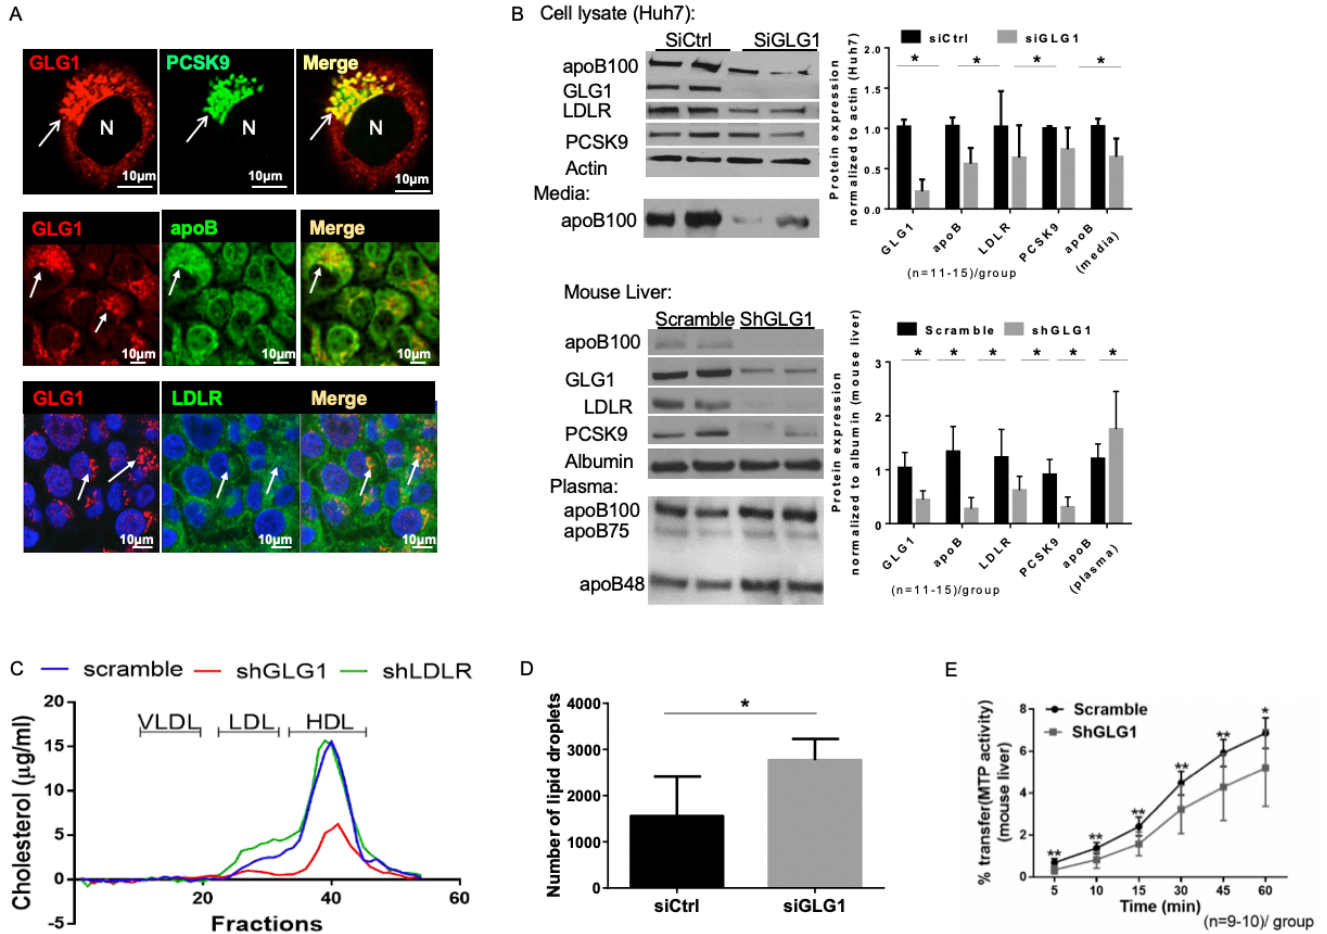 A
GLG1 PCSK9 Merge
N N N
10µm 10µm 10µm
GLG1 apoB Merge
10µm 10µm 10µm
GLG1 LDLR Merge
10µm 10µm 10µm
B Cell lysate (Huh7):
SiCtrl SiGLG1
apoB100
GLG1
LDLR
PCSK9
Actin
Media:
apoB100
siCtrl siGLG1
* * * *
Protein expression
normalized to actin (Huh7)
2.0
1.5
1.0
0.5
0.0
GLG1 apoB LDLR PCSK9 apoB (media)
(n=11-15)/group
Mouse Liver:
Scramble ShGLG1
apoB100
GLG1
LDLR
PCSK9
Albumin
Plasma:
apoB100
apoB75
apoB48
Scramble shGLG1
* * * * * *
Protein expression
normalized to albumin (mouse liver)
3
2
1
0
GLG1 apoB LDLR PCSK9 apoB (plasma)
(n=11-15)/group
C scramble shGLG1 shLDLR
Cholesterol (µg/ml)
20
15
10
5
0
-5
VLDL LDL HDL
20 40 60
Fractions
D
Number of lipid droplets
4000
3000
2000
1000
0
*
siCtrl siGLG1
E
% transfer(MTP activity)
(mouse liver)
8
6
4
2
0
Scramble
ShGLG1
** ** ** ** ** *
5 10 15 30 45 60
Time (min)
(n=9-10)/ group